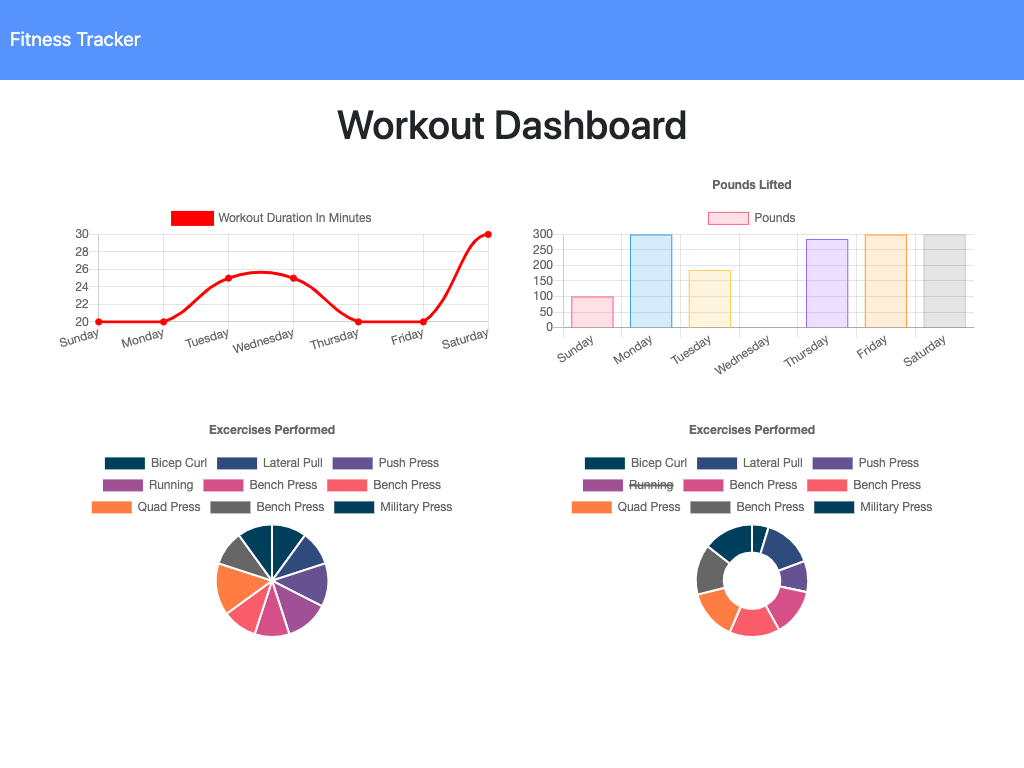 Fitness Tracker
Workout Dashboard
Workout Duration In Minutes
30
28
26
24
22
20
Sunday Monday Tuesday Wednesday Thursday Friday Saturday
Pounds Lifted
Pounds
300
250
200
150
100
50
0
Sunday Monday Tuesday Wednesday Thursday Friday Saturday
Excercises Performed
Bicep Curl Lateral Pull Push Press
Running Bench Press Bench Press
Quad Press Bench Press Military Press
Excercises Performed
Bicep Curl Lateral Pull Push Press
Running Bench Press Bench Press
Quad Press Bench Press Military Press